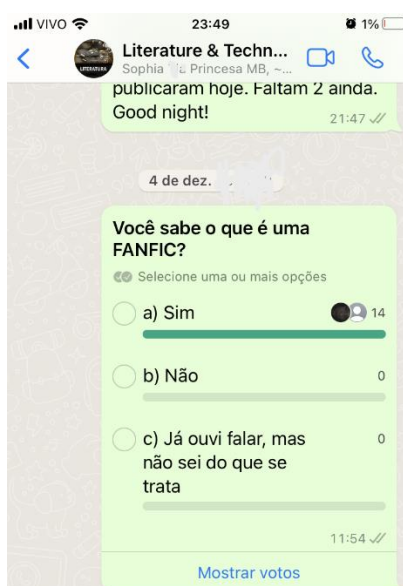 VIVO 23:49 1%
Literature & Techn...
LITERATURA
Sophia Princesa MB, ~...
publicaram hoje. Faltam 2 ainda.
Good night!
21:47
4 de dez.
Você sabe o que é uma
FANFIC?
Selecione uma ou mais opções
a) Sim 14
b) Não 0
c) Já ouvi falar, mas 0
não sei do que se
trata
11:54
Mostrar votos